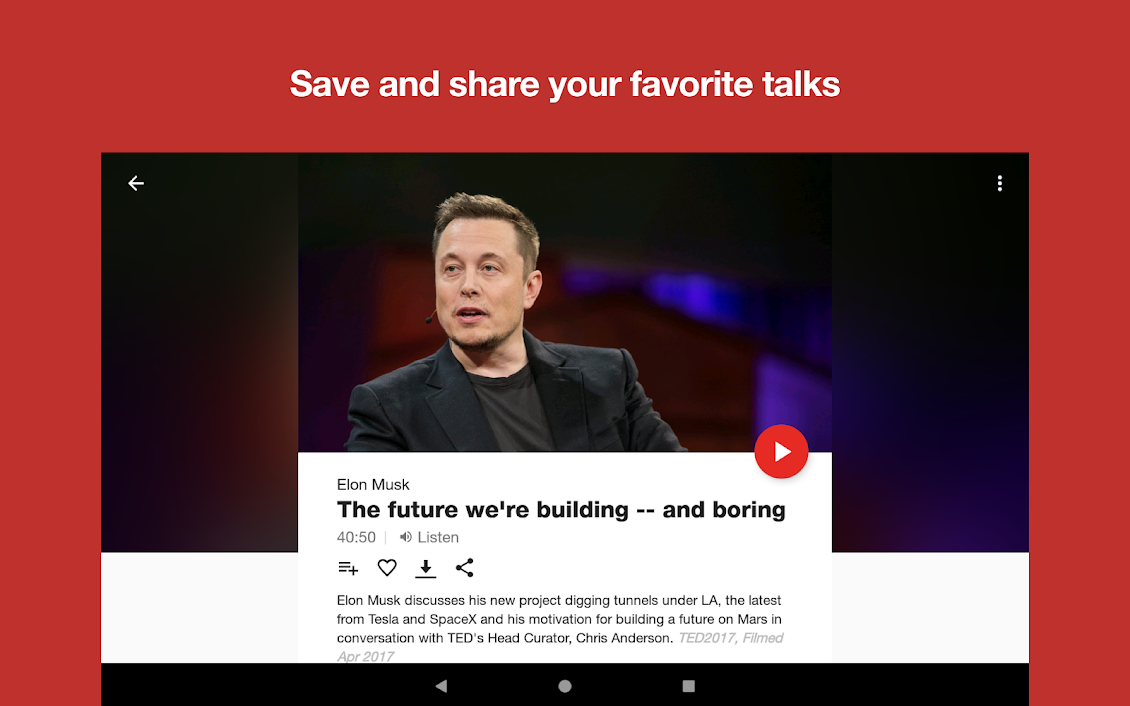 Save and share your favorite talks
Elon Musk
The future we're building -- and boring
40:50 Listen
Elon Musk discusses his new project digging tunnels under LA, the latest
from Tesla and SpaceX and his motivation for building a future on Mars in
conversation with TED's Head Curator, Chris Anderson. TED2017, Filmed
Apr 2017